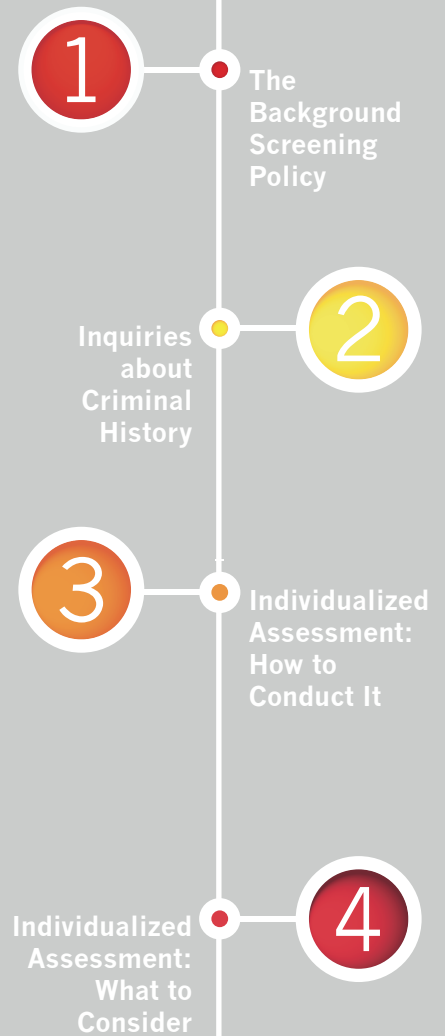 1
The
Background
Screening
Policy
2
Inquiries
about
Criminal
History
3
Individualized
Assessment:
How to
Conduct It
4
Individualized
Assessment:
What to
Consider